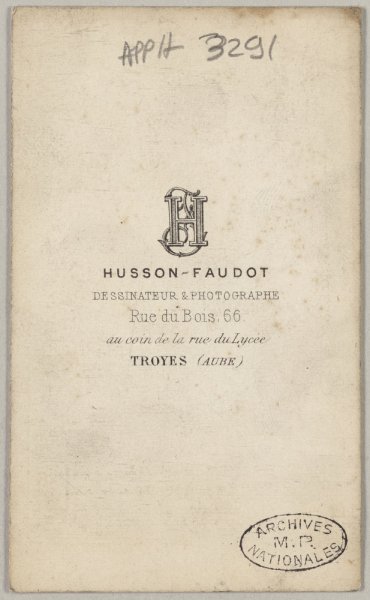 APPH 3291
HUSSON-FAUDOT
DESSINATEUR & PHOTOGRAPHE
Rue du Bois, 66
au coin de la rue du Lycée
TROYES (AUBE)
ARCHIVES
M.P.
NATIONALES